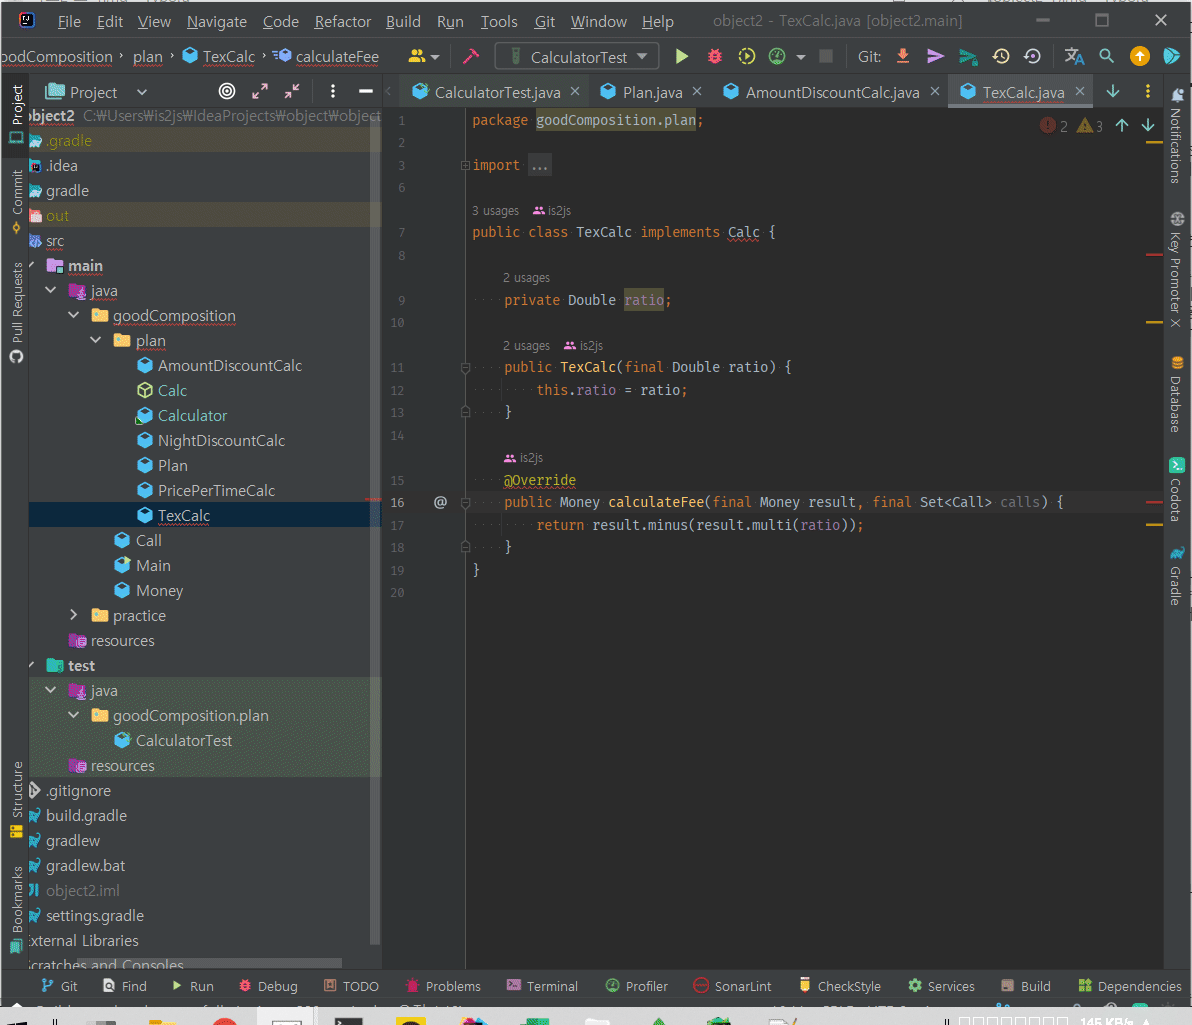 File Edit View Navigate Code Refactor Build Run Tools Git Window Help object2 - TexCalc.java [object2.main]
oodComposition plan TexCalc calculateFee CalculatorTest Git:
Project CalculatorTest.java Plan.java AmountDiscountCalc.java TexCalc.java
Project
Commit
Pull Requests
Structure
Bookmarks
object2 C:₩Users₩is2js₩IdeaProjects₩object₩object
.gradle
.idea
gradle
out
src
main
java
goodComposition
plan
AmountDiscountCalc
Calc
Calculator
NightDiscountCalc
Plan
PricePerTimeCalc
TexCalc
Call
Main
Money
practice
resources
test
java
goodComposition.plan
CalculatorTest
resources
.gitignore
build.gradle
gradlew
gradlew.bat
object2.iml
settings.gradle
External Libraries
Scratches and Consoles
1 package goodComposition.plan;
2 3
2
3 import ...
6
3 usages is2js
7 public class TexCalc implements Calc {
8
2 usages
9 private Double ratio;
10
2 usages is2js
11 public TexCalc(final Double ratio) {
12 this.ratio = ratio;
13 }
14
is2js
15 @Override
16 @ public Money calculateFee(final Money result, final Set<Call> calls) {
17 return result.minus(result.multi(ratio));
18 }
19 }
20
Notifications
Key Promoter X
Database
Codota
Gradle
Git Find Run Debug TODO Problems Terminal Profiler SonarLint CheckStyle Services Build Dependencies
145 KB/s